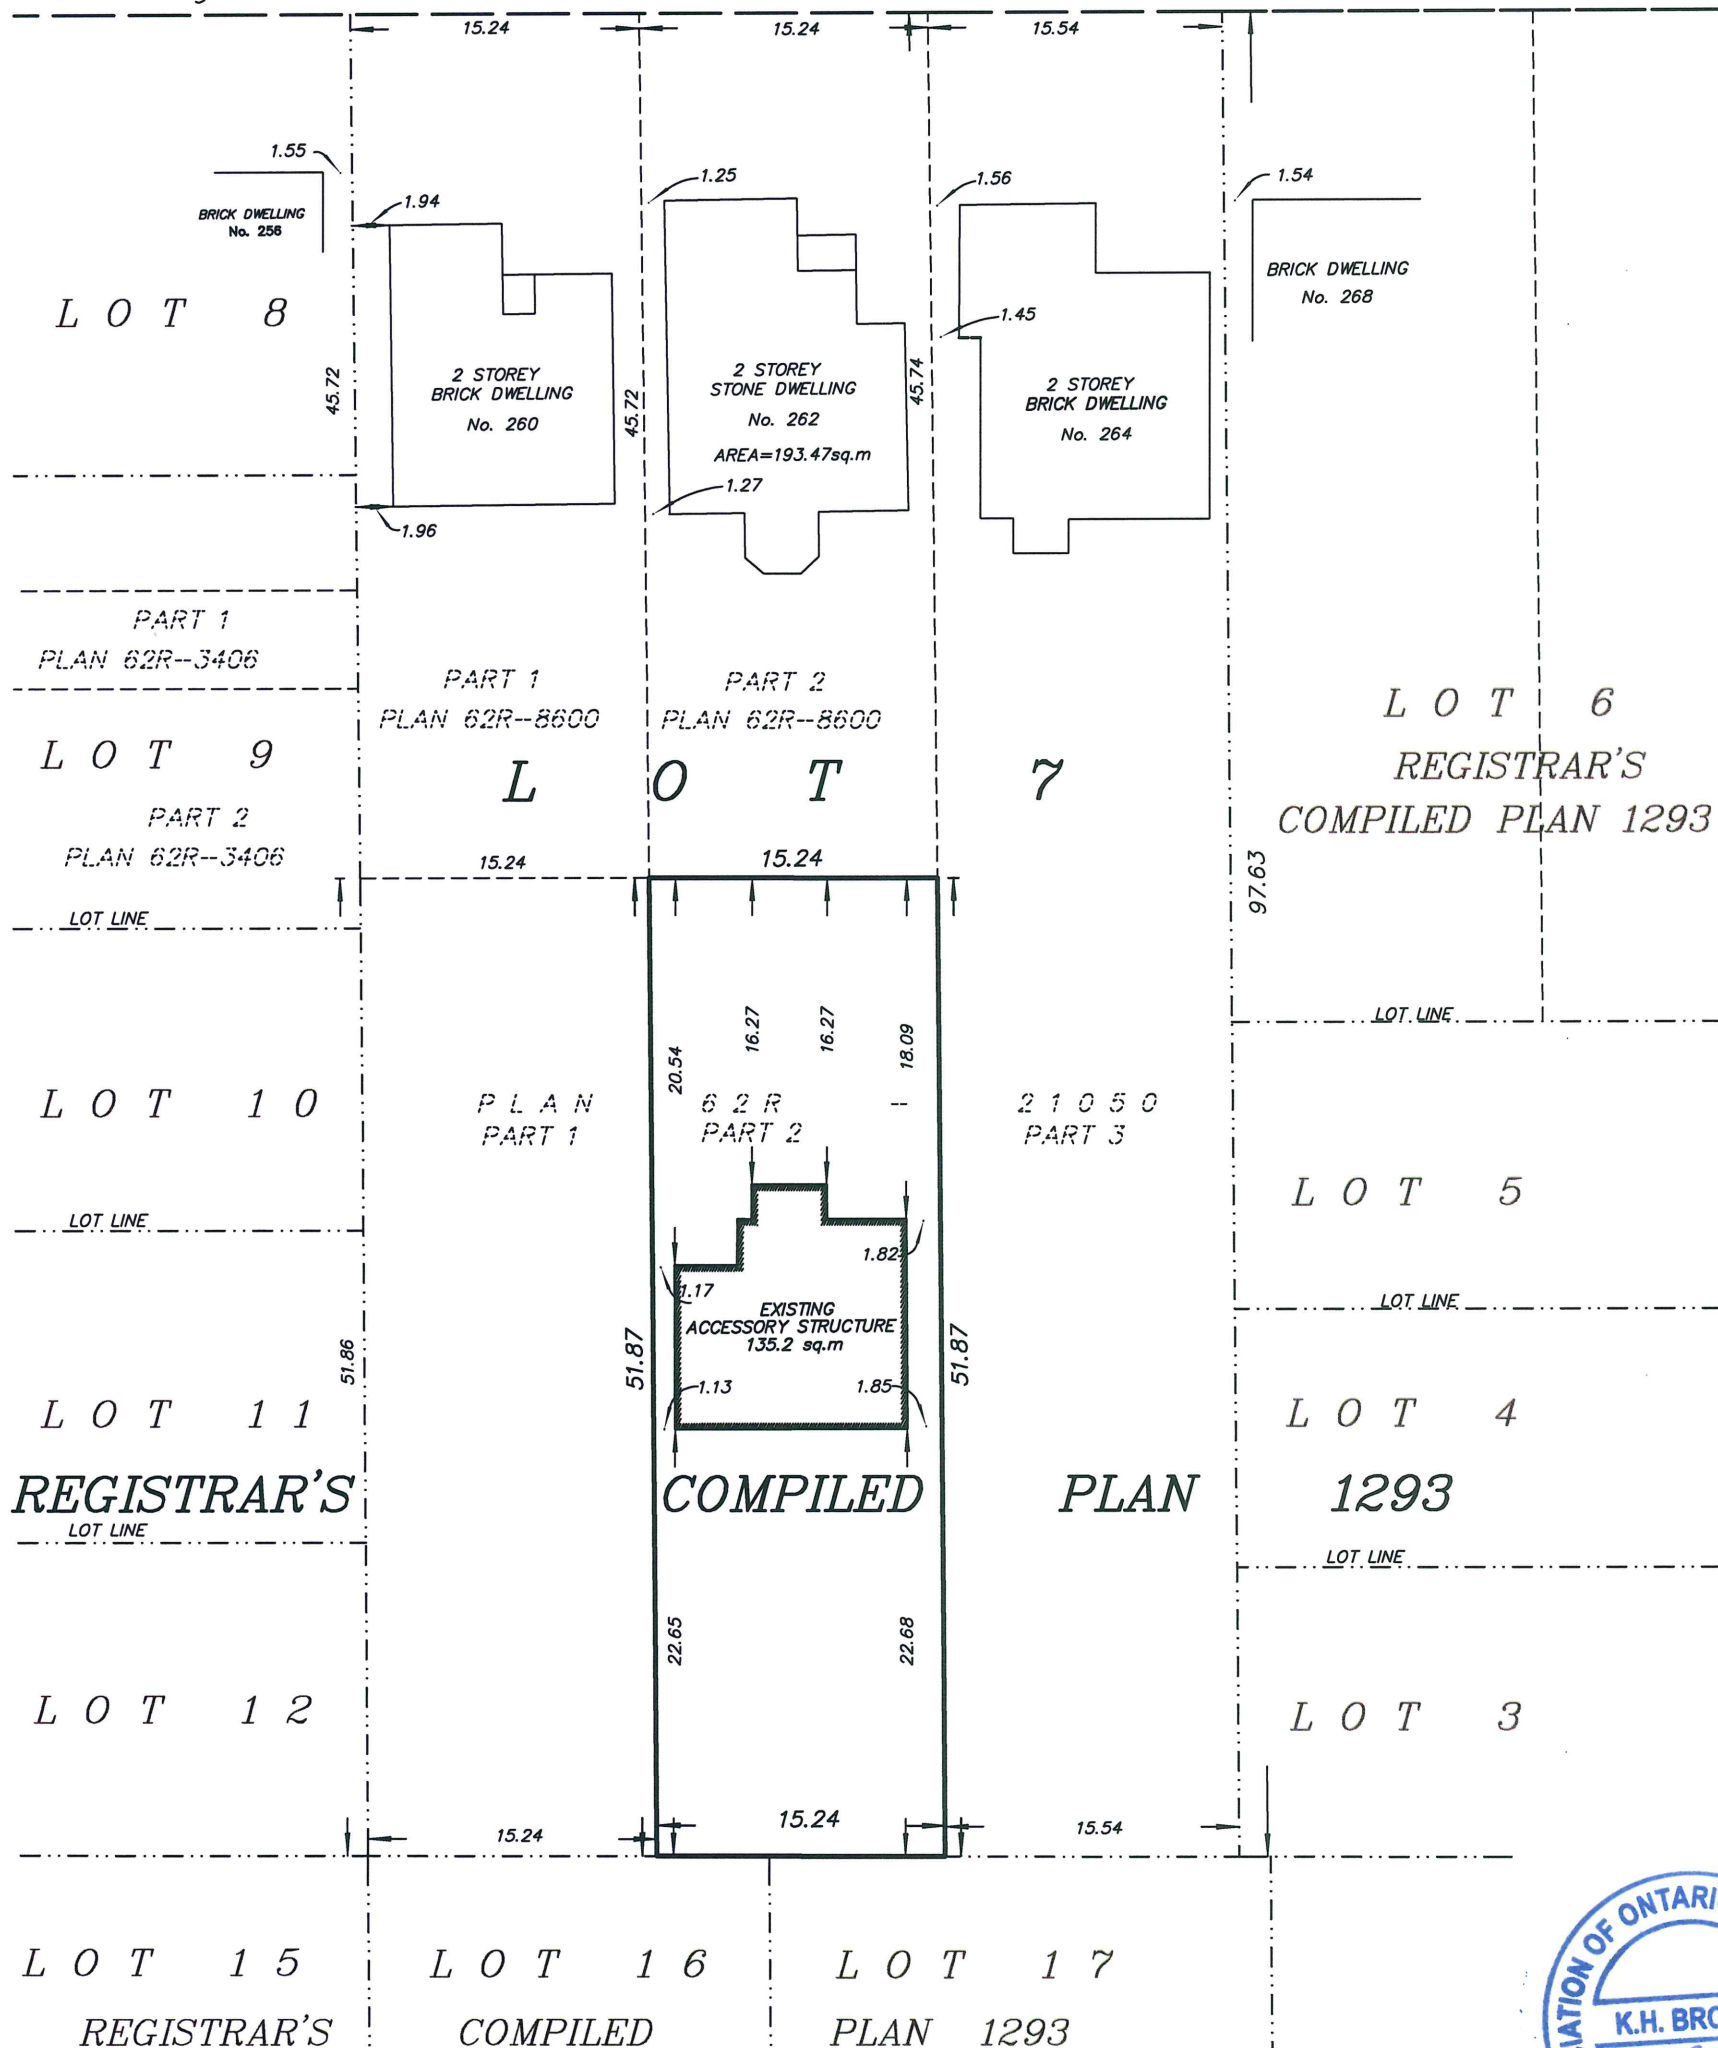 15.24 15.24 15.54
1.55
1.25
1.56
1.54
1.94
BRICK DWELLING
No. 256
BRICK DWELLING
No. 268
LOT 8
1.45
45.72
2 STOREY
BRICK DWELLING
No. 260
45.72
2 STOREY
STONE DWELLING
No. 262
AREA=193.47sq.m
45.74
2 STOREY
BRICK DWELLING
No. 264
1.27
1.96
PART 1
PLAN 62R--3406
PART 1
PLAN 62R--8600
PART 2
PLAN 62R--8600
LOT 6
REGISTRAR'S
COMPILED PLAN 1293
LOT 9
LOT 7
PART 2
PLAN 62R--3406
15.24
15.24
97.63
LOT LINE
20.54
16.27
16.27
18.09
LOT LINE
LOT 10
PLAN 62R -- 21050
PART 1 PART 2 PART 3
LOT 5
LOT LINE
1.82
1.17
EXISTING
ACCESSORY STRUCTURE
135.2 sq.m
LOT LINE
51.86
51.87
51.87
1.13
1.85
LOT 11
LOT 4
REGISTRAR'S COMPILED PLAN 1293
LOT LINE
LOT LINE
22.65
22.68
LOT 12
LOT 3
15.24
15.24
15.54
LOT 15 LOT 16 LOT 17
REGISTRAR'S COMPILED PLAN 1293
OF ONTARI
K.H. BRO